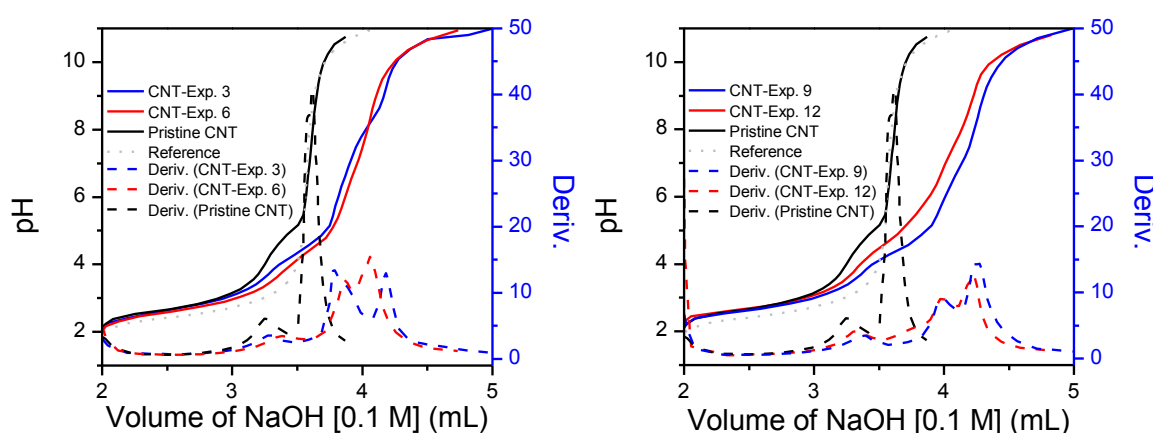 50
10
40
CNT-Exp. 3
CNT-Exp. 6
Pristine CNT
8
30
Reference
Deriv. (CNT-Exp. 3)
Deriv. (CNT-Exp. 6)
6
Deriv. (Pristine CNT)
20
4
10
2
0
2
3
4
5
pH
Deriv.
Volume of NaOH [0.1 M] (mL)
50
10
40
CNT-Exp. 9
CNT-Exp. 12
Pristine CNT
8
30
Reference
Deriv. (CNT-Exp. 9)
Deriv. (CNT-Exp. 12)
6
Deriv. (Pristine CNT)
20
4
10
2
0
2
3
4
5
pH
Deriv.
Volume of NaOH [0.1 M] (mL)